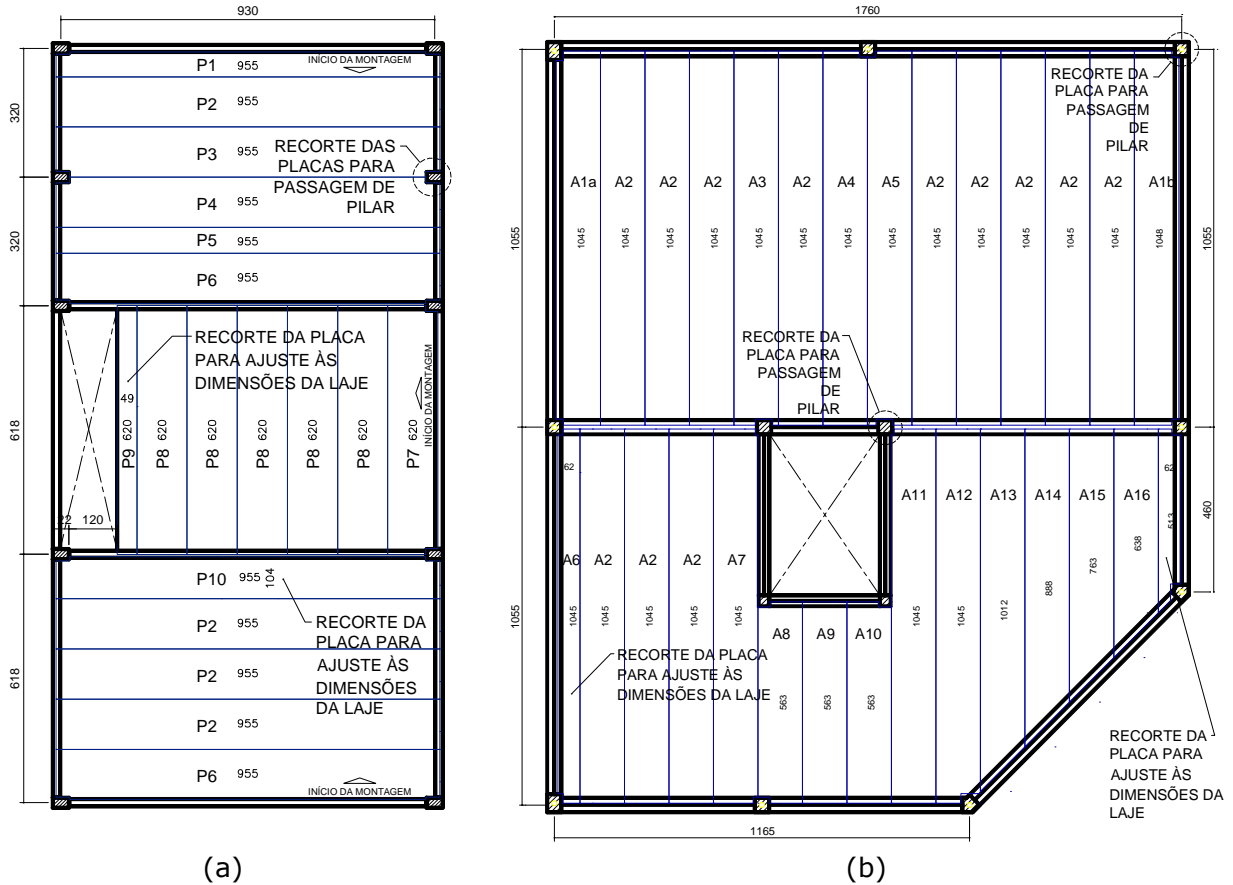 930
INÍCIO DA MONTAGEM
P1 955
P2 955
P3 955
RECORTE DAS
PLACAS PARA
PASSAGEM DE
PILAR
P4 955
P5 955
P6 955
320
320
618
618
RECORTE DA PLACA
PARA AJUSTE ÀS
DIMENSÕES DA LAJE
49
P9 620
P8 620
P8 620
P8 620
P8 620
P8 620
P7 620
INÍCIO DA MONTAGEM
22 120
P10 955 104
RECORTE DA
PLACA PARA
AJUSTE ÀS
DIMENSÕES
DA LAJE
P2 955
P2 955
P2 955
P6 955
INÍCIO DA MONTAGEM
(a)
1760
RECORTE DA
PLACA PARA
PASSAGEM
DE
PILAR
A1a A2 A2 A2 A3 A2 A4 A5 A2 A2 A2 A2 A2 A1b
1045 1045 1045 1045 1045 1045 1045 1045 1045 1045 1045 1045 1045 1048
1055
1055
RECORTE DA
PLACA PARA
PASSAGEM
DE
PILAR
62
62
A11 A12 A13 A14 A15 A16
513
460
638
763
888
1012
1045
1045
A6 A2 A2 A2 A7
1045 1045 1045 1045 1045
1055
A8 A9 A10
563 563 563
RECORTE DA PLACA
PARA AJUSTE ÀS
DIMENSÕES DA LAJE
RECORTE DA
PLACA PARA
AJUSTE ÀS
DIMENSÕES DA
LAJE
1165
(b)